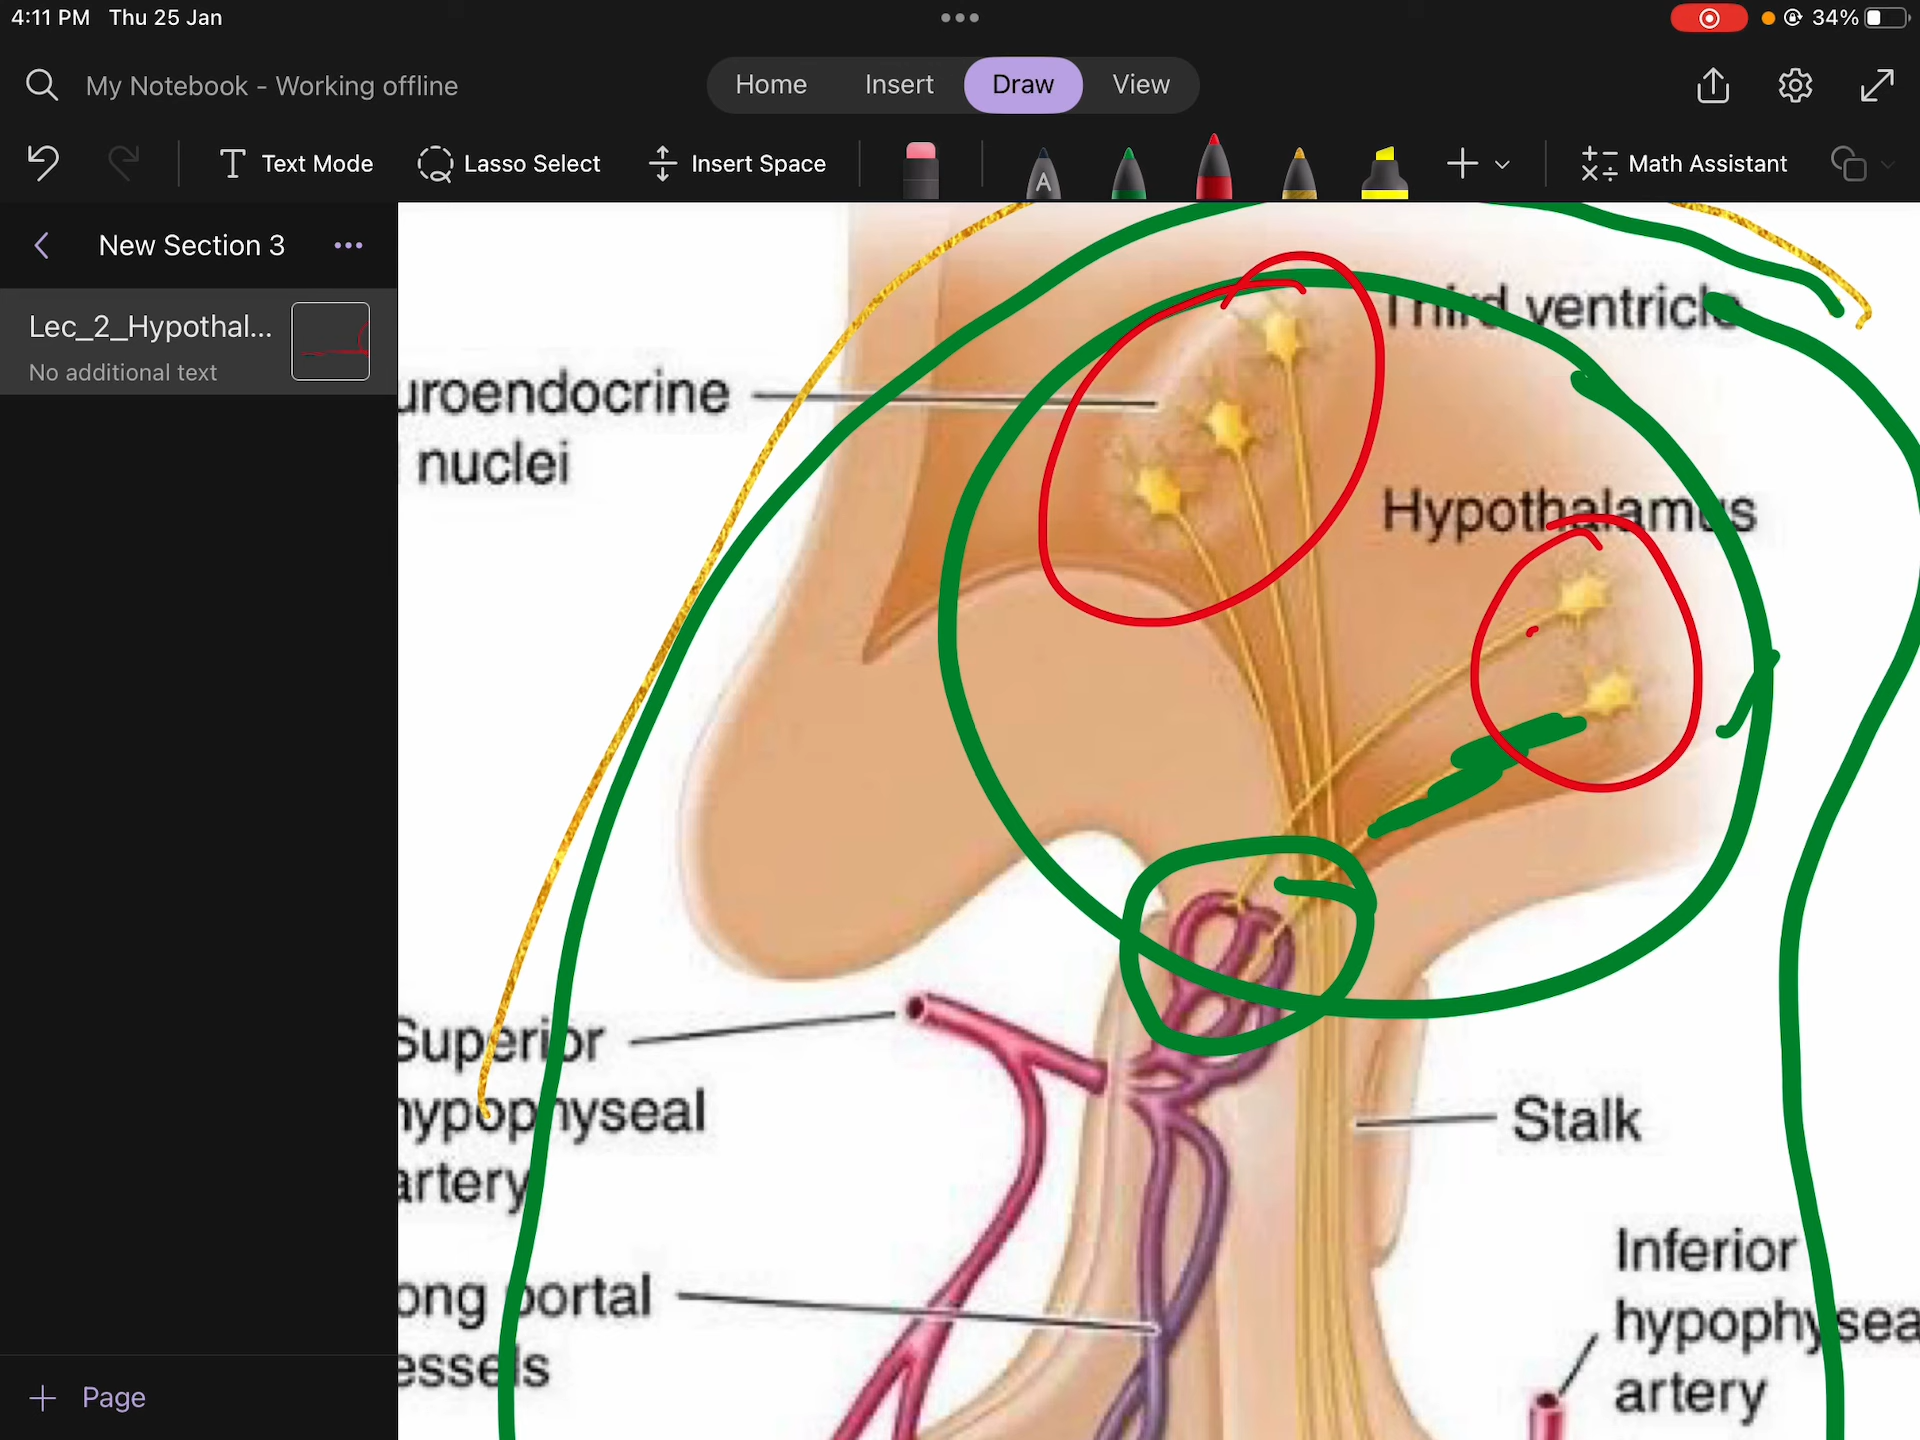 4:11 PM Thu 25 Jan
34%
My Notebook - Working offline
Home Insert Draw View
Text Mode Lasso Select Insert Space A Math Assistant
New Section 3
Lec_2_Hypothal...
No additional text
Third ventricle
uroendocrine
nuclei
Hypothalamus
Superior
hypophyseal
artery
Stalk
ong portal
essels
Inferior
hypophysea
artery
Page